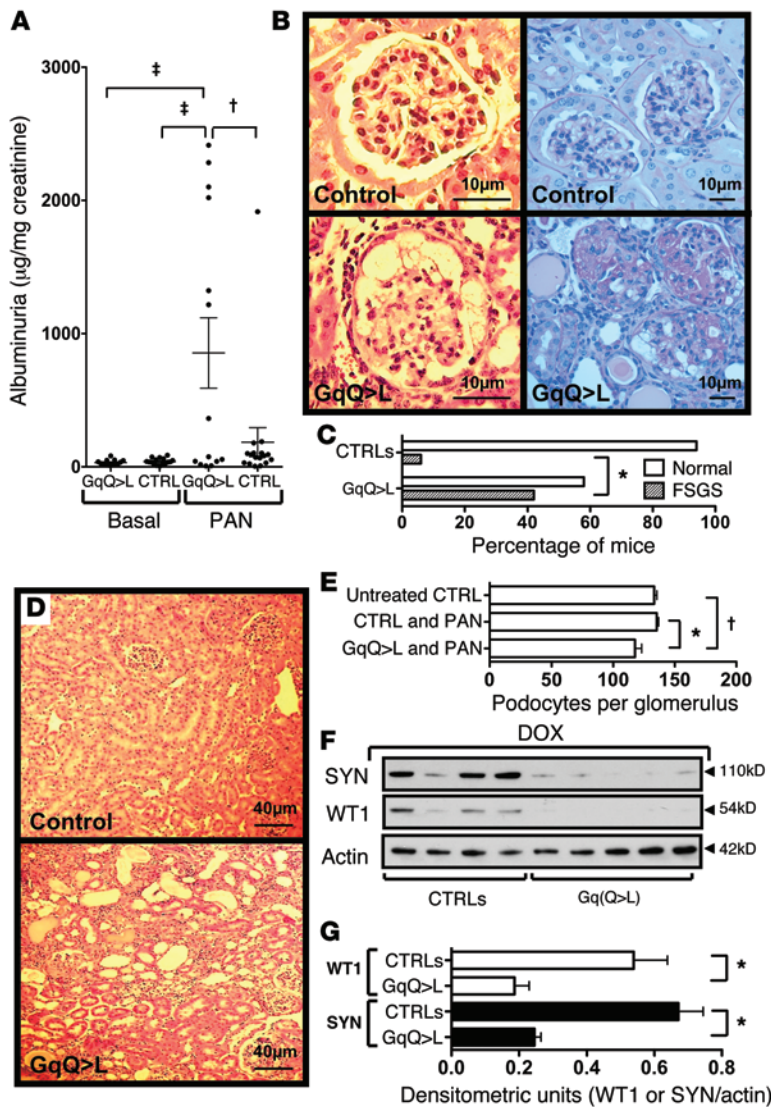 A
Albuminuria (μg/mg creatinine)
3000
2000
1000
0
‡
‡
†
GqQ>L CTRL GqQ>L CTRL
Basal PAN
B
Control
10μm
Control
10μm
GqQ>L
10μm
GqQ>L
10μm
C
CTRLs
GqQ>L
*
Normal
FSGS
0 20 40 60 80 100
Percentage of mice
D
Control
40μm
GqQ>L
40μm
E
Untreated CTRL
CTRL and PAN
GqQ>L and PAN
* †
0 50 100 150 200
Podocytes per glomerulus
F
DOX
SYN
110kD
WT1
54kD
Actin
42kD
CTRLs Gq(Q>L)
G
WT1
CTRLs
GqQ>L
*
SYN
CTRLs
GqQ>L
*
0.0 0.2 0.4 0.6 0.8
Densitometric units (WT1 or SYN/actin)